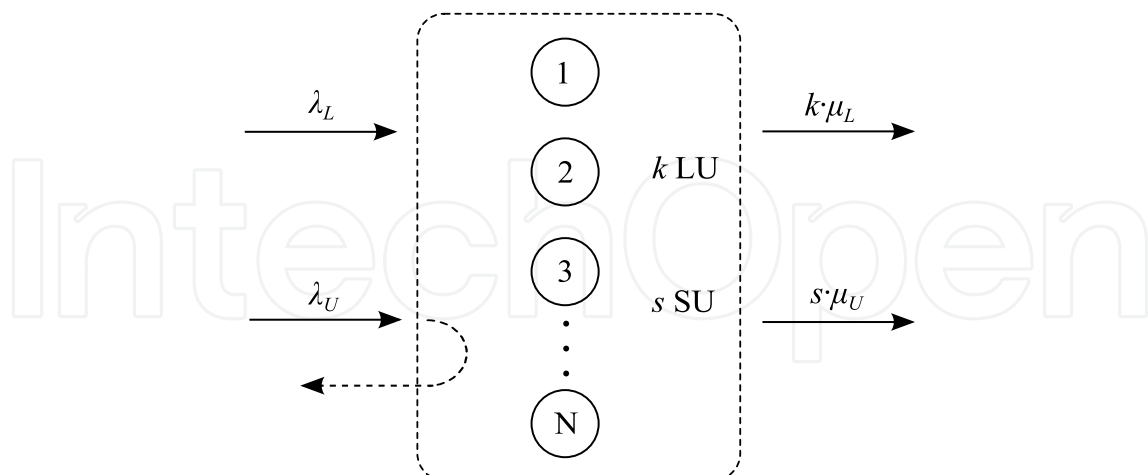 1
λ_L
k·μ_L
2
k LU
3
λ_U
s SU
s·μ_U
N
IntechOpen